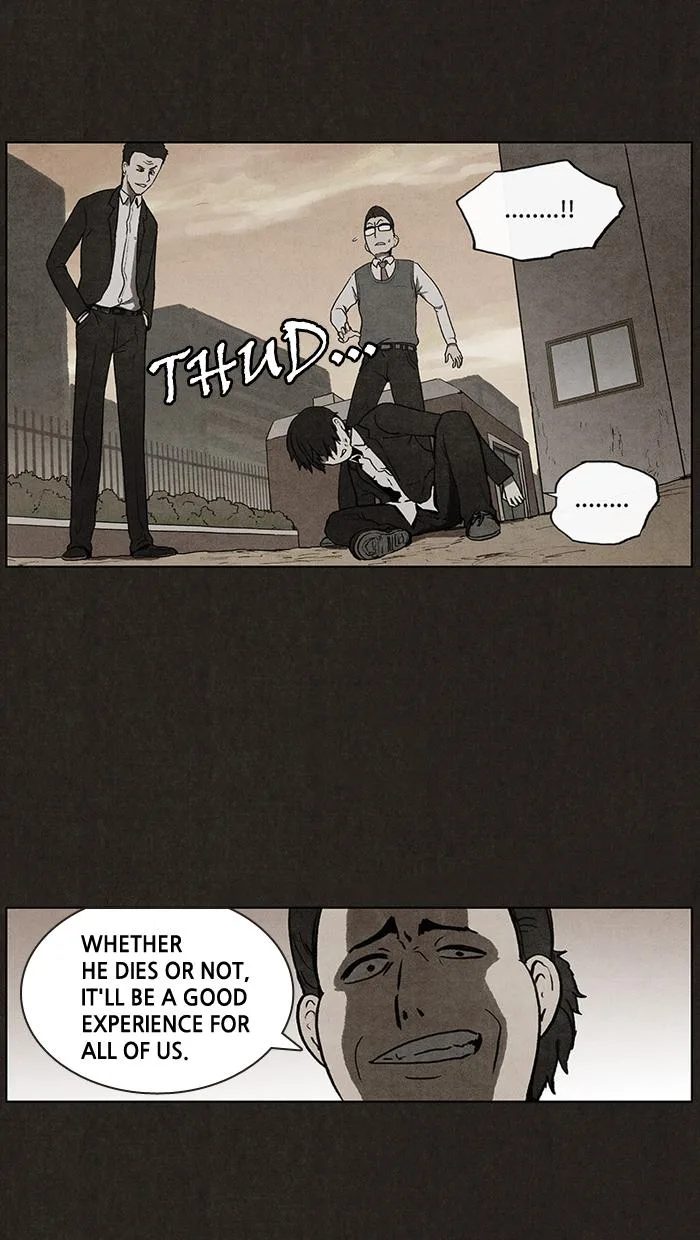 .........!!
THUD...
.........
WHETHER
HE DIES OR NOT,
IT'LL BE A GOOD
EXPERIENCE FOR
ALL OF US.